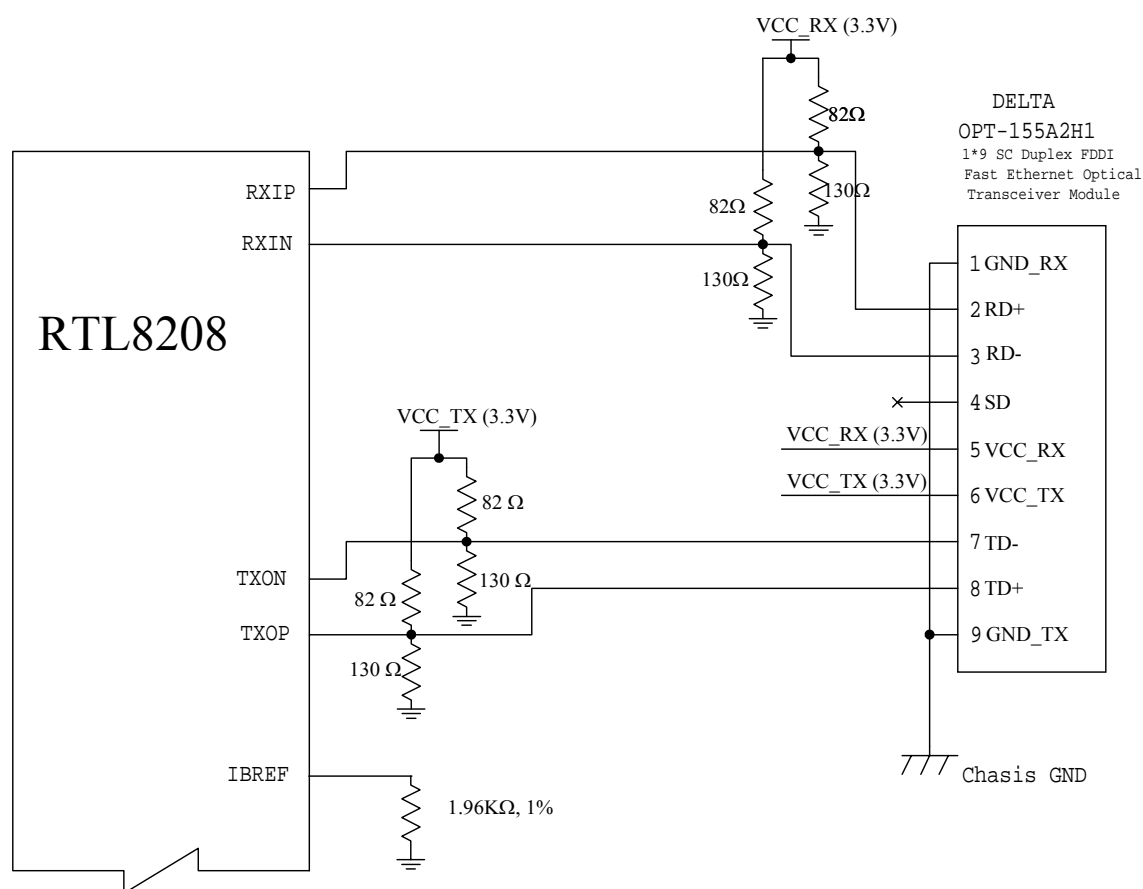 VCC_RX (3.3V)
82Ω
130Ω
82Ω
130Ω
DELTA
OPT-155A2H1
1*9 SC Duplex FDDI
Fast Ethernet Optical
Transceiver Module
RXIP
RXIN
RTL8208
1 GND_RX
2 RD+
3 RD-
4 SD
VCC_RX (3.3V)
5 VCC_RX
VCC_TX (3.3V)
6 VCC_TX
7 TD-
8 TD+
9 GND_TX
VCC_TX (3.3V)
82 Ω
130 Ω
82 Ω
130 Ω
TXON
TXOP
IBREF
1.96KΩ, 1%
Chasis GND